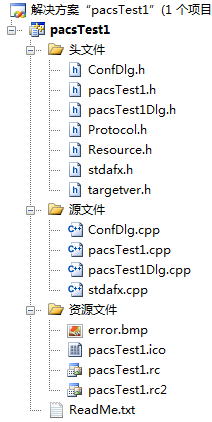 解决方案“pacsTest1”(1 个项目
pacsTest1
头文件
ConfDlg.h
pacsTest1.h
pacsTest1Dlg.h
Protocol.h
Resource.h
stdafx.h
targetver.h
源文件
ConfDlg.cpp
pacsTest1.cpp
pacsTest1Dlg.cpp
stdafx.cpp
资源文件
error.bmp
pacsTest1.ico
pacsTest1.rc
pacsTest1.rc2
ReadMe.txt